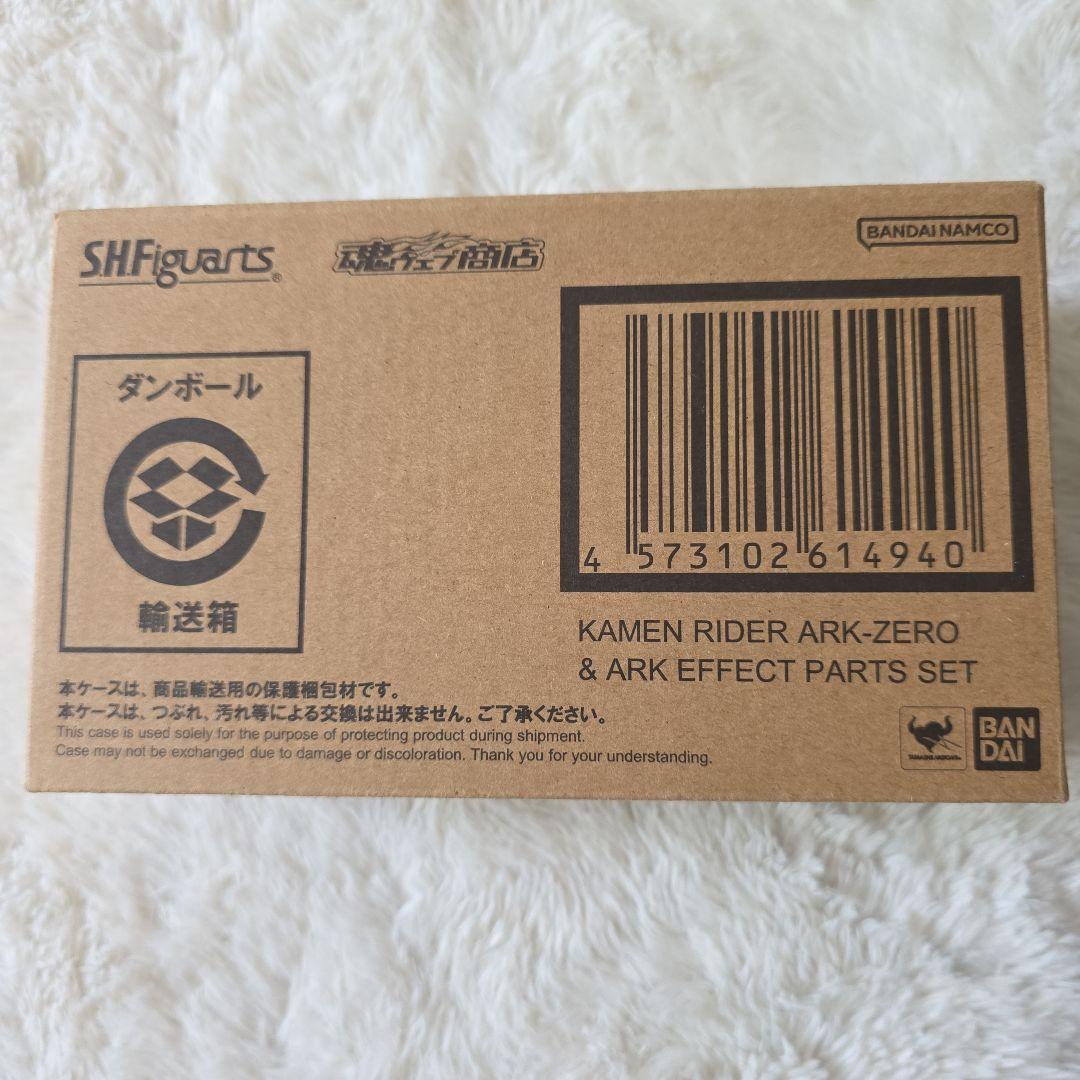 S.H.Figuarts®
魂ウェブ商店
BANDAI NAMCO
ダンボール
輸送箱
4 573102 614940
KAMEN RIDER ARK-ZERO
& ARK EFFECT PARTS SET
本ケースは、商品輸送用の保護梱包材です。
本ケースは、つぶれ、汚れ等による交換は出来ません。ご了承ください。
This case is used solely for the purpose of protecting product during shipment.
Case may not be exchanged due to damage or discoloration. Thank you for your understanding.
TAMASHII NATIONS
BAN
DAI